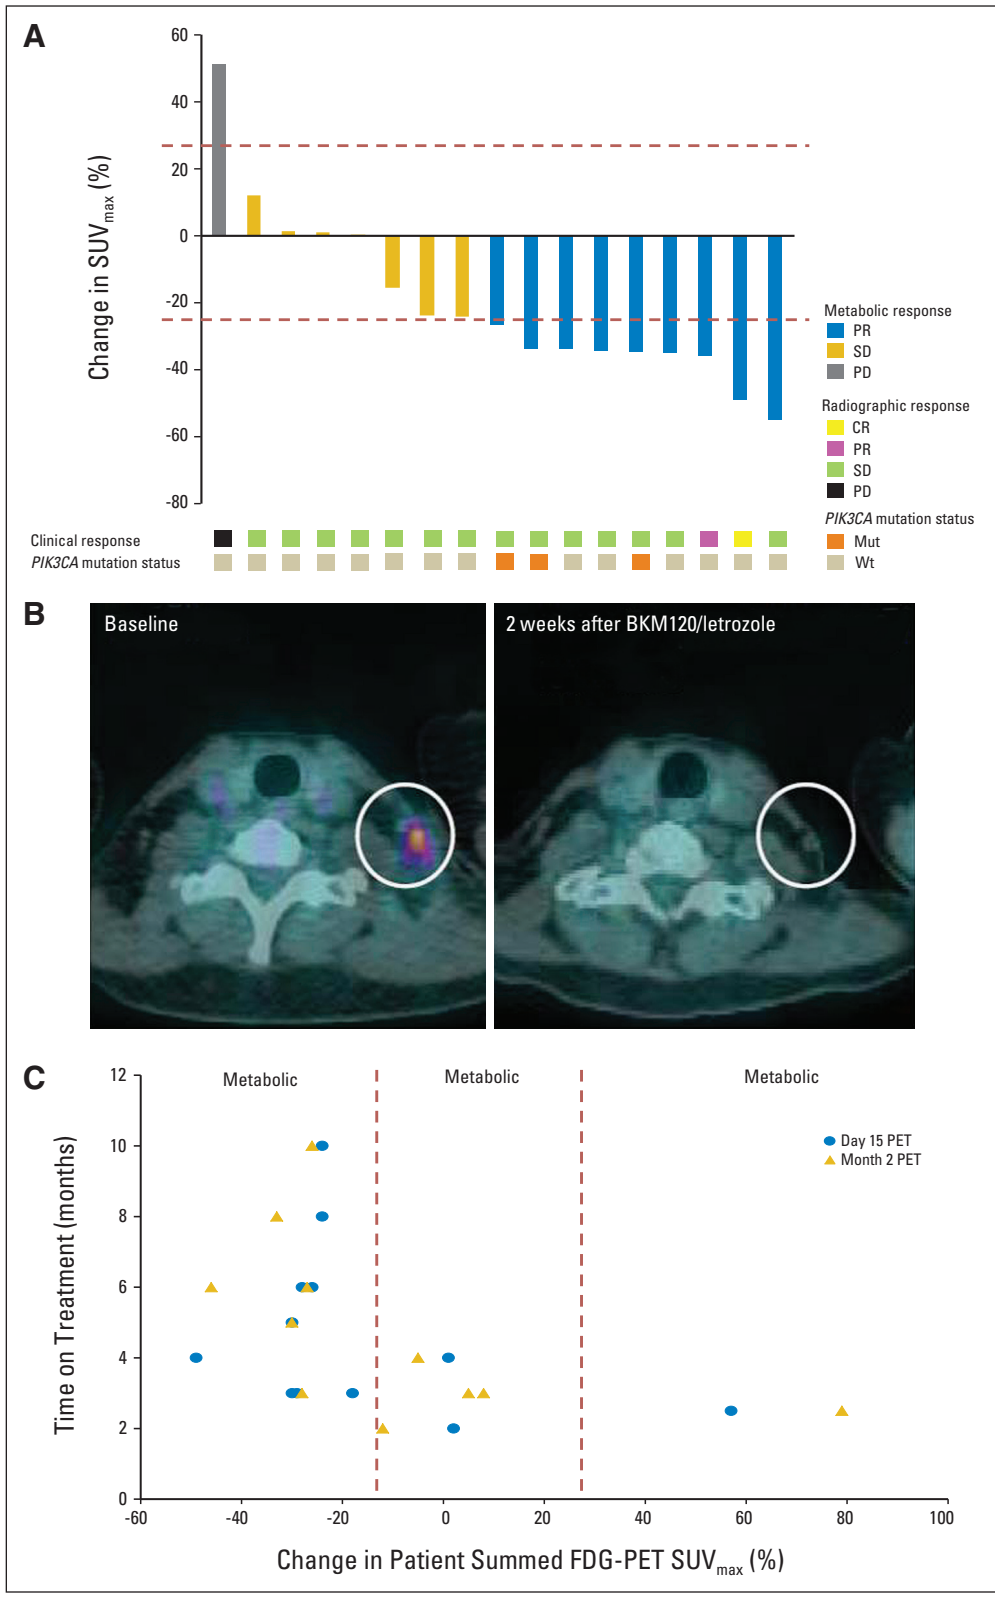 A
60
40
20
0
-20
-40
-60
-80
Change in SUVmax (%)
Metabolic response
PR
SD
PD
Radiographic response
CR
PR
SD
PD
PIK3CA mutation status
Mut
Wt
Clinical response
PIK3CA mutation status
B
Baseline
2 weeks after BKM120/letrozole
C
Metabolic
Metabolic
Metabolic
12
10
8
6
4
2
0
Time on Treatment (months)
Day 15 PET
Month 2 PET
-60
-40
-20
0
20
40
60
80
100
Change in Patient Summed FDG-PET SUVmax (%)